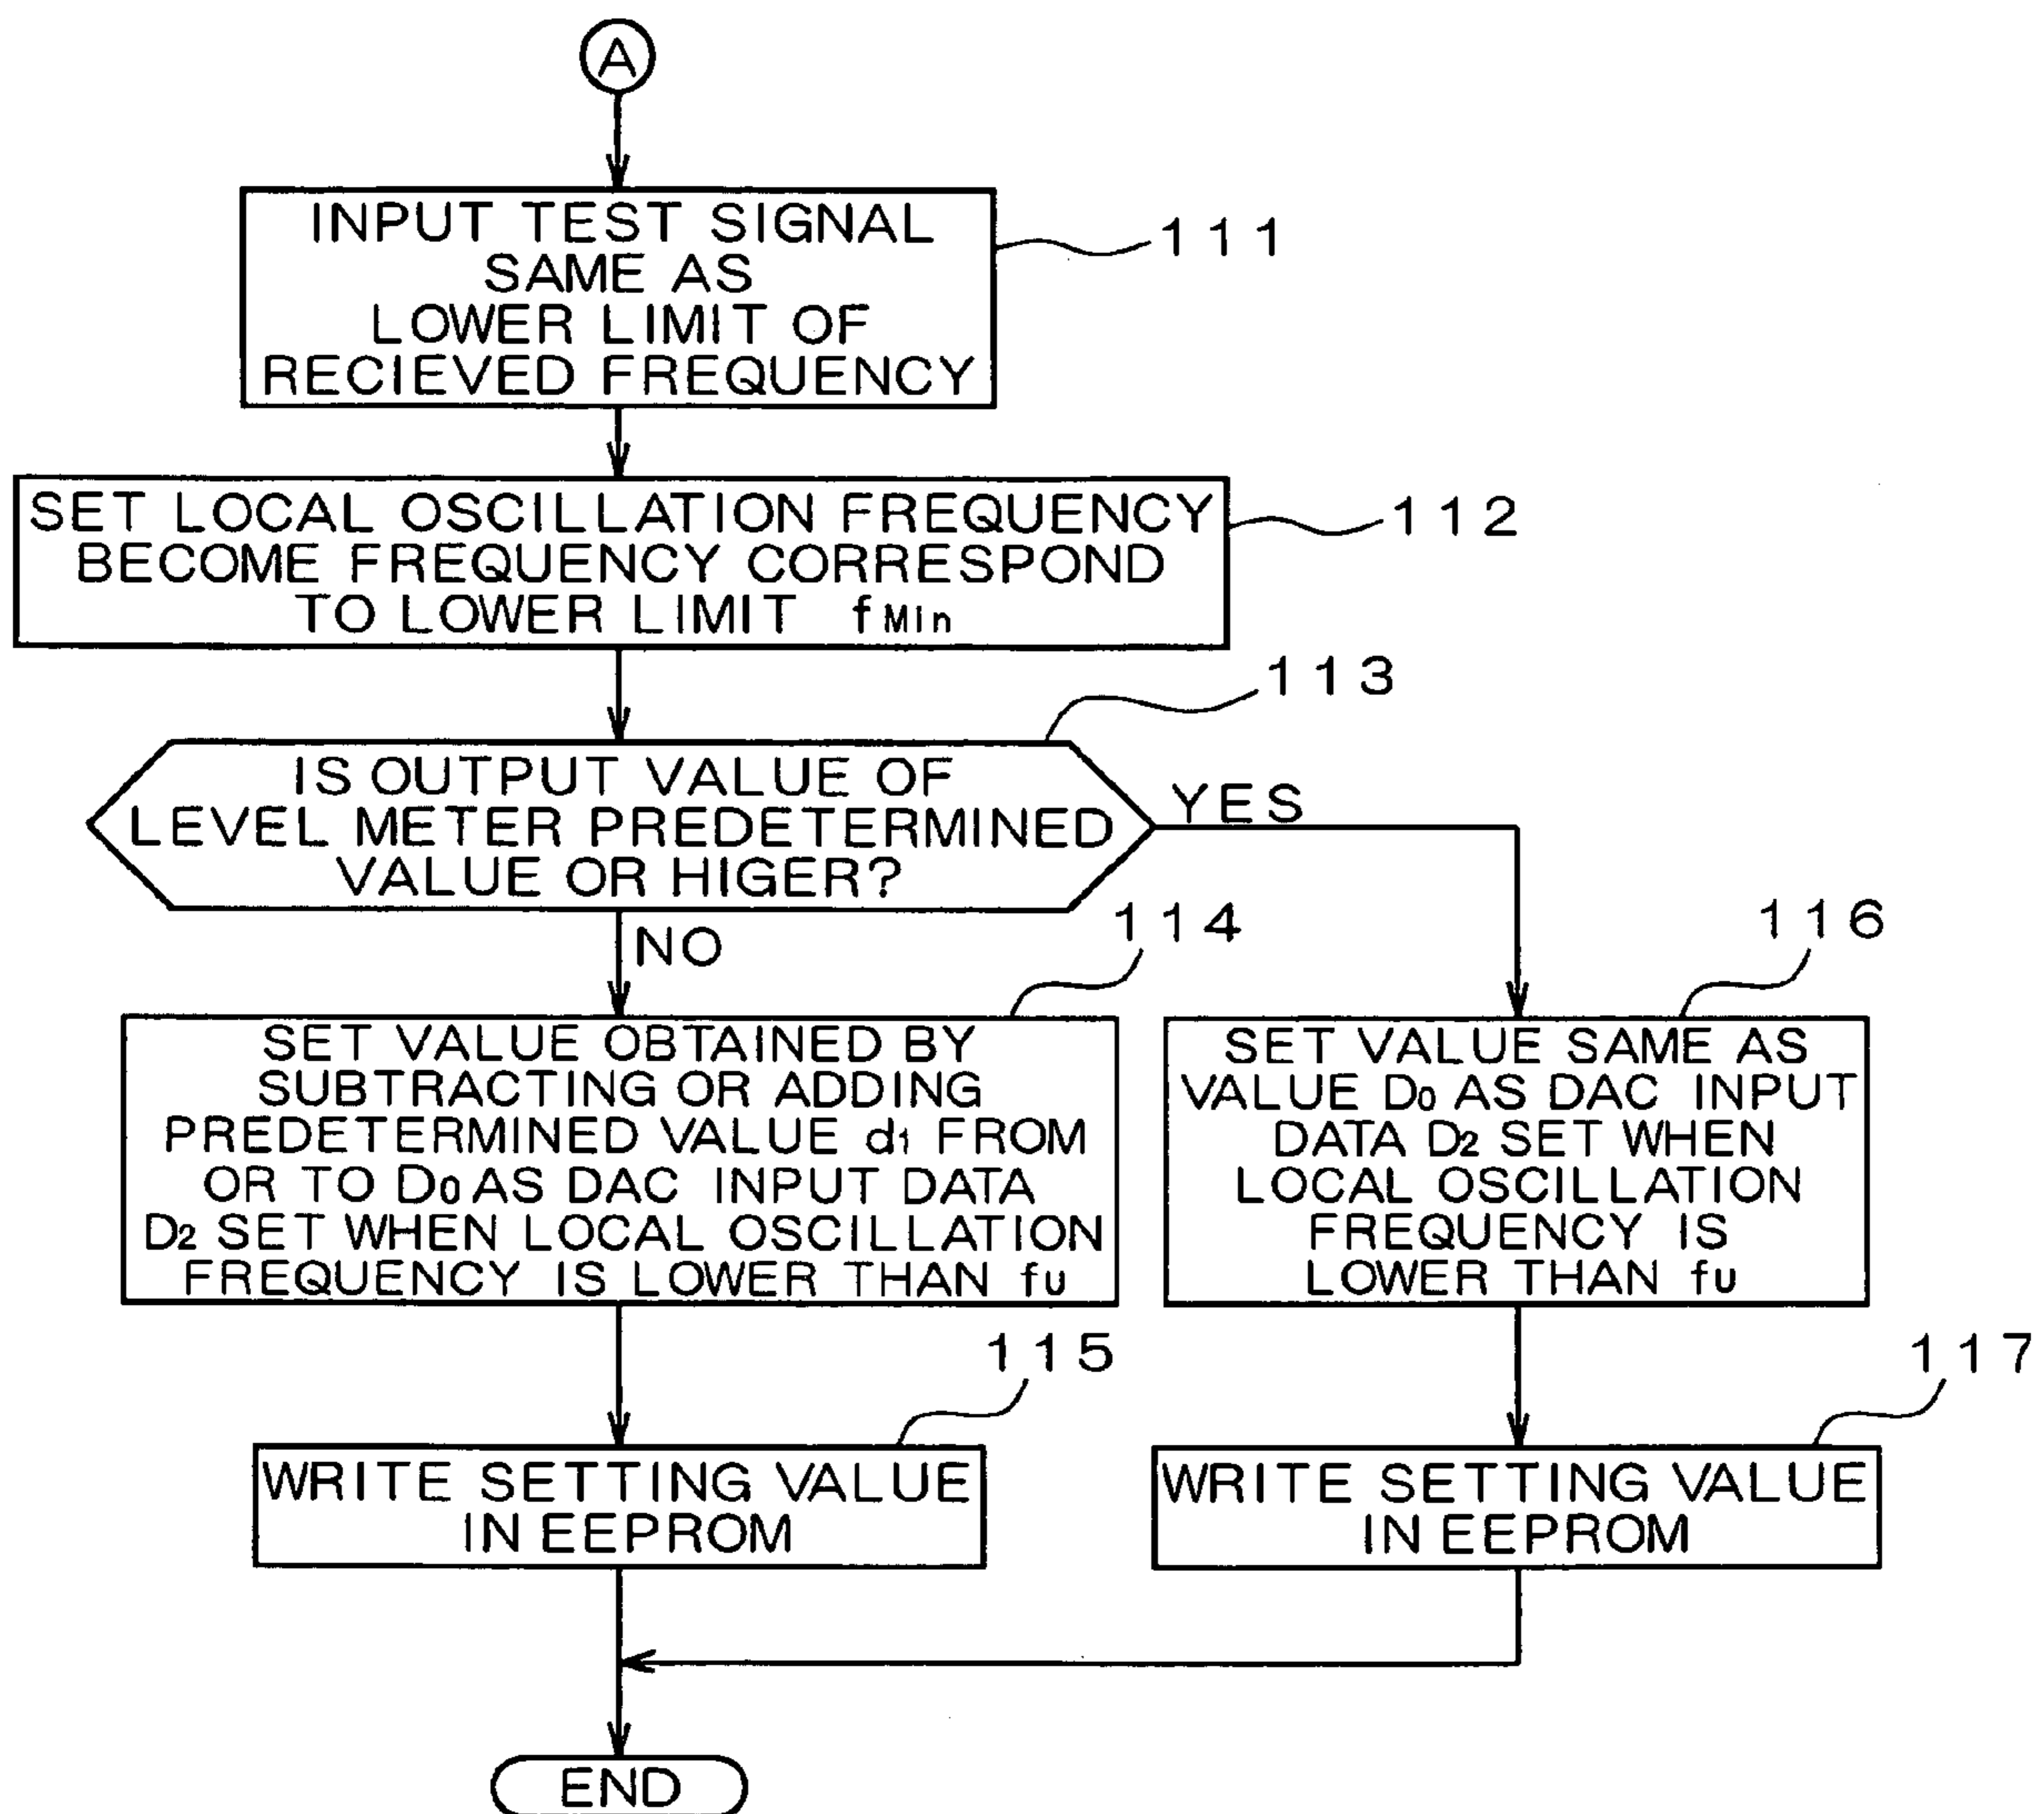 A
INPUT TEST SIGNAL
SAME AS
LOWER LIMIT OF
RECIEVED FREQUENCY
111
SET LOCAL OSCILLATION FREQUENCY
BECOME FREQUENCY CORRESPOND
TO LOWER LIMIT fMin
112
113
IS OUTPUT VALUE OF
LEVEL METER PREDETERMINED
VALUE OR HIGER?
YES
NO
114
SET VALUE OBTAINED BY
SUBTRACTING OR ADDING
PREDETERMINED VALUE d1 FROM
OR TO D0 AS DAC INPUT DATA
D2 SET WHEN LOCAL OSCILLATION
FREQUENCY IS LOWER THAN fU
116
SET VALUE SAME AS
VALUE D0 AS DAC INPUT
DATA D2 SET WHEN
LOCAL OSCILLATION
FREQUENCY IS
LOWER THAN fU
115
WRITE SETTING VALUE
IN EEPROM
117
WRITE SETTING VALUE
IN EEPROM
END